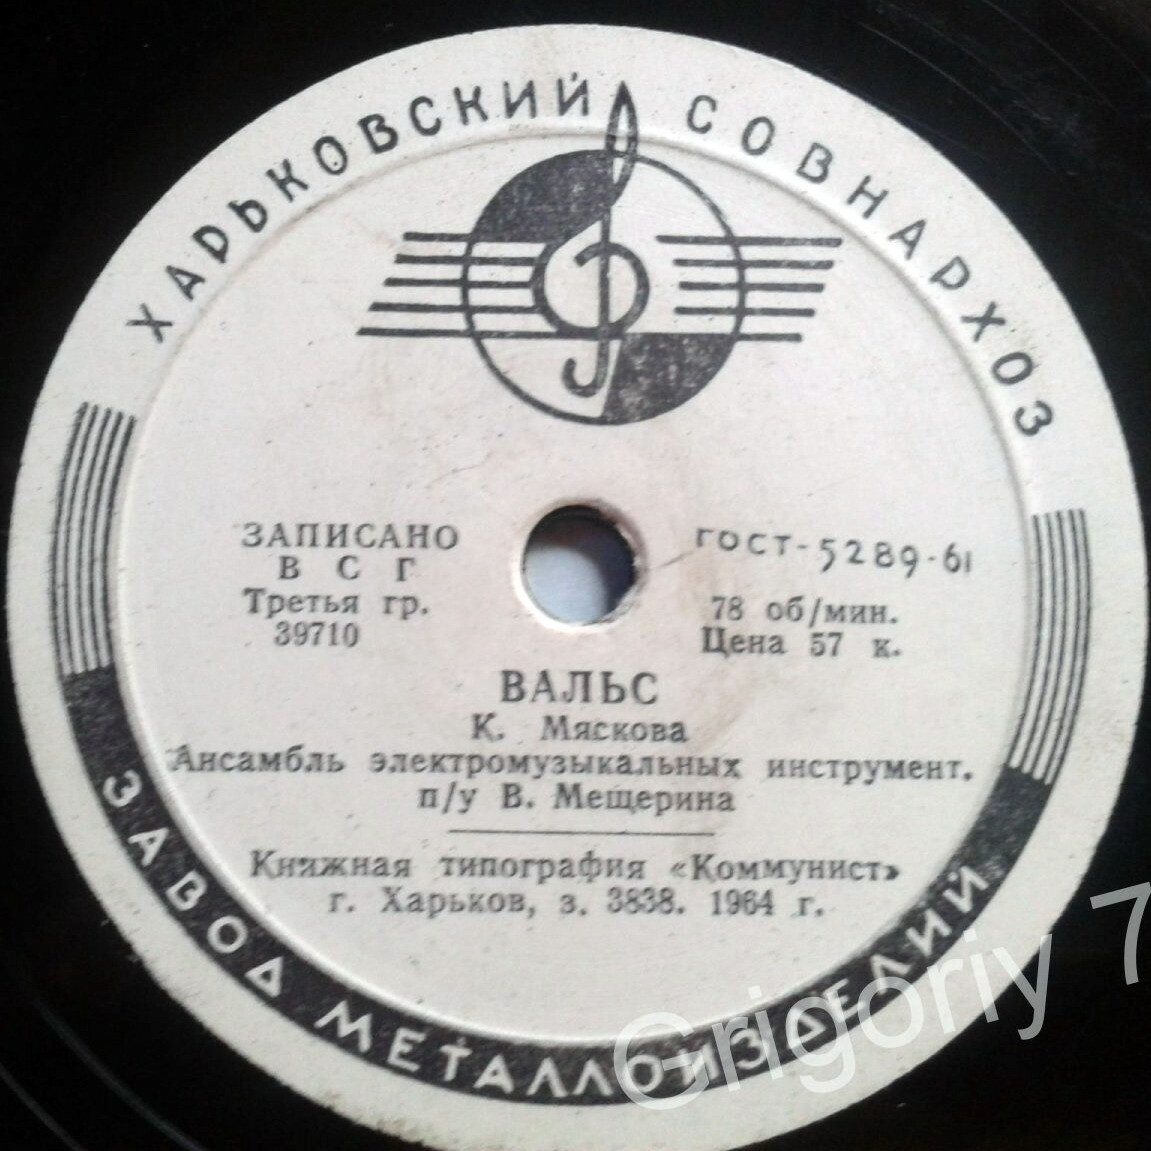 ХАРЬКОВСКИЙ СОВНАРХОЗ
ЗАПИСАНО
В С Г
Третья гр.
39710
ГОСТ-5289-61
78 об/мин.
Цена 57 к.
ВАЛЬС
К. Мяскова
Ансамбль электромузыкальных инструмент.
п/у В. Мещерина
Книжная типография «Коммунист»
г. Харьков, з. 3838. 1964 г.
ЗАВОД МЕТАЛЛОИЗДЕЛИЙ
Grigoriy 7